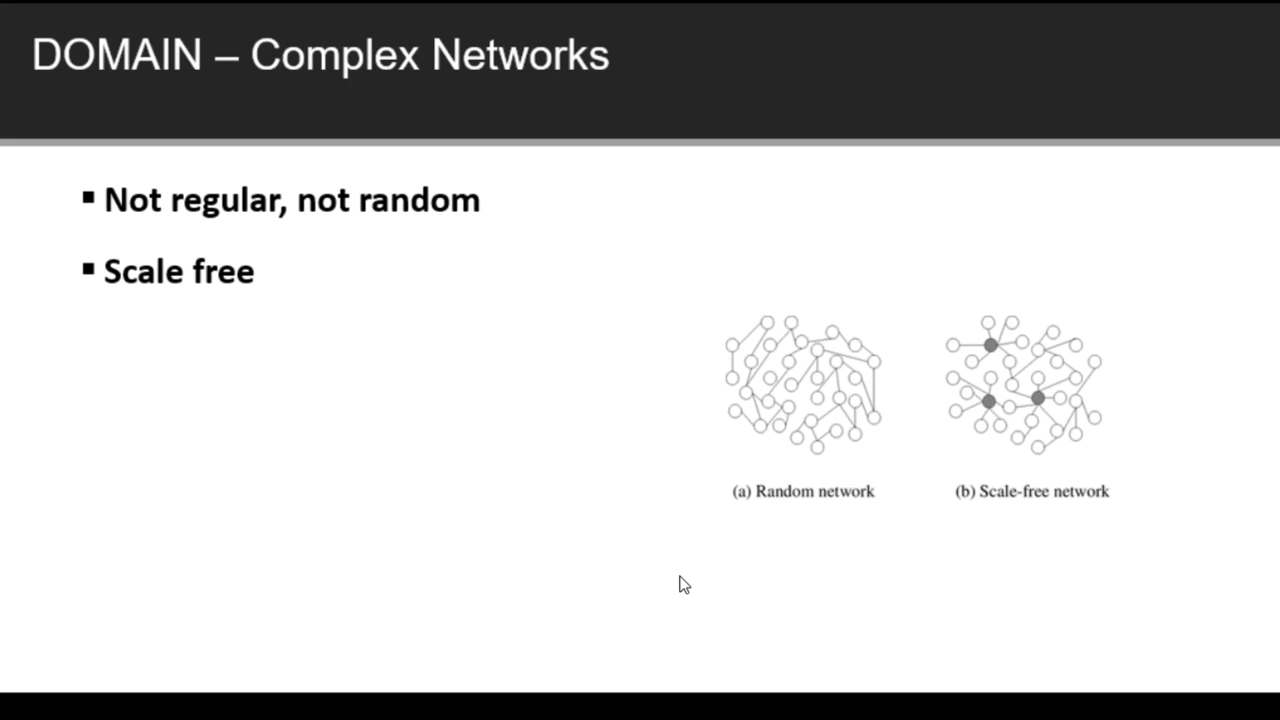 DOMAIN – Complex Networks
▪ Not regular, not random
▪ Scale free
(a) Random network
(b) Scale-free network